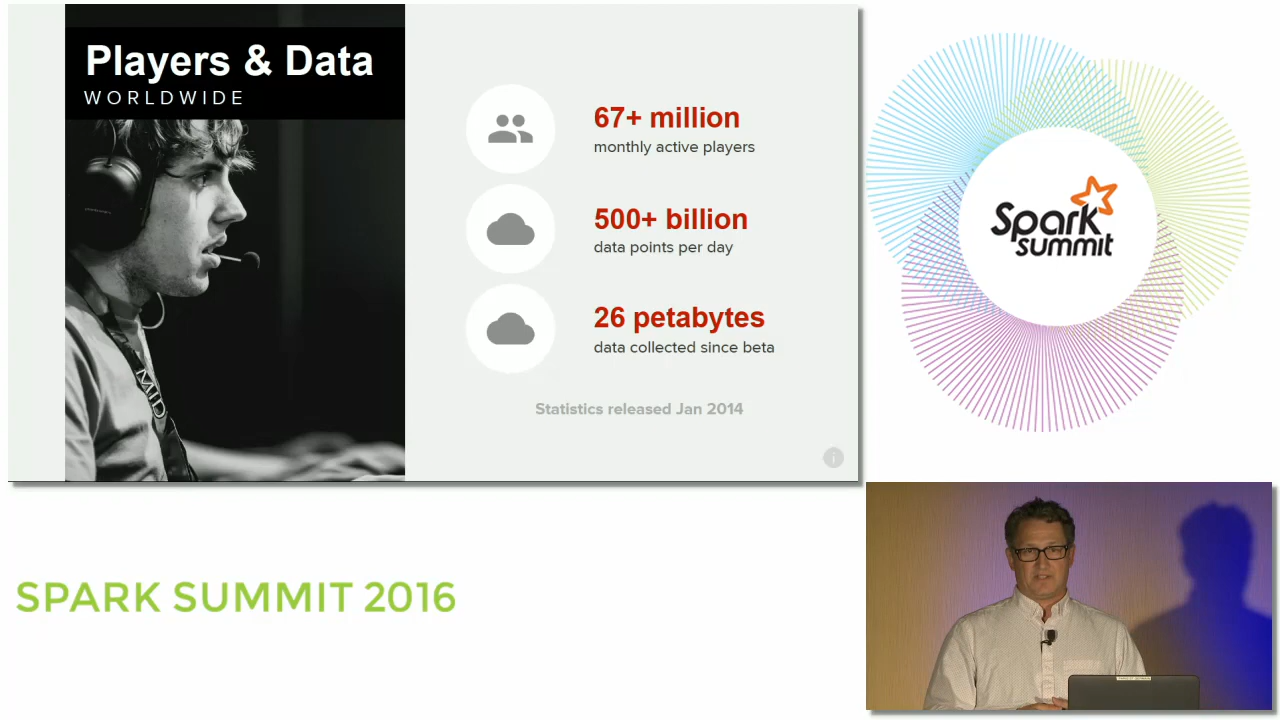 Players & Data
WORLDWIDE
67+ million
monthly active players
500+ billion
data points per day
26 petabytes
data collected since beta
Statistics released Jan 2014
i
MID
Spark
summit
SPARK SUMMIT 2016